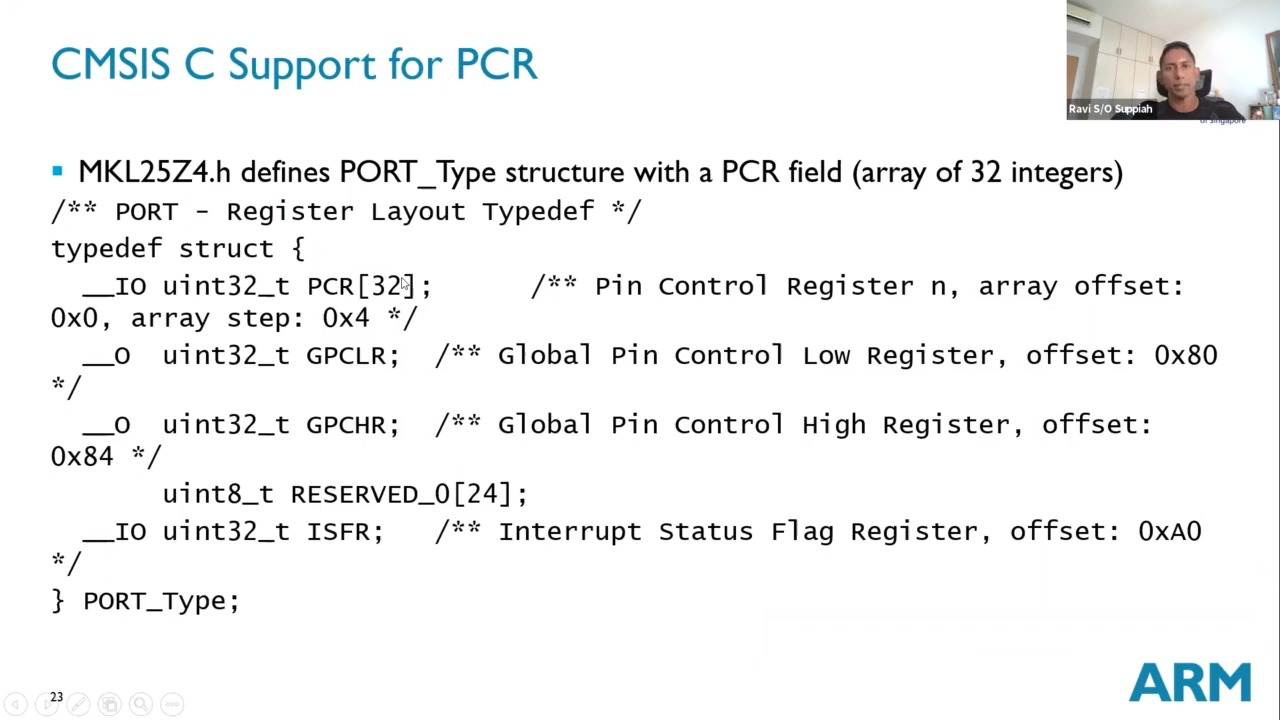 CMSIS C Support for PCR
Ravi S/O Suppiah
of Singapore
▪ MKL25Z4.h defines PORT_Type structure with a PCR field (array of 32 integers)
/** PORT - Register Layout Typedef */
typedef struct {
__IO uint32_t PCR[32]; /** Pin Control Register n, array offset:
0x0, array step: 0x4 */
__O uint32_t GPCLR; /** Global Pin Control Low Register, offset: 0x80
*/
__O uint32_t GPCHR; /** Global Pin Control High Register, offset:
0x84 */
uint8_t RESERVED_0[24];
__IO uint32_t ISFR; /** Interrupt Status Flag Register, offset: 0xA0
*/
} PORT_Type;
23
ARM